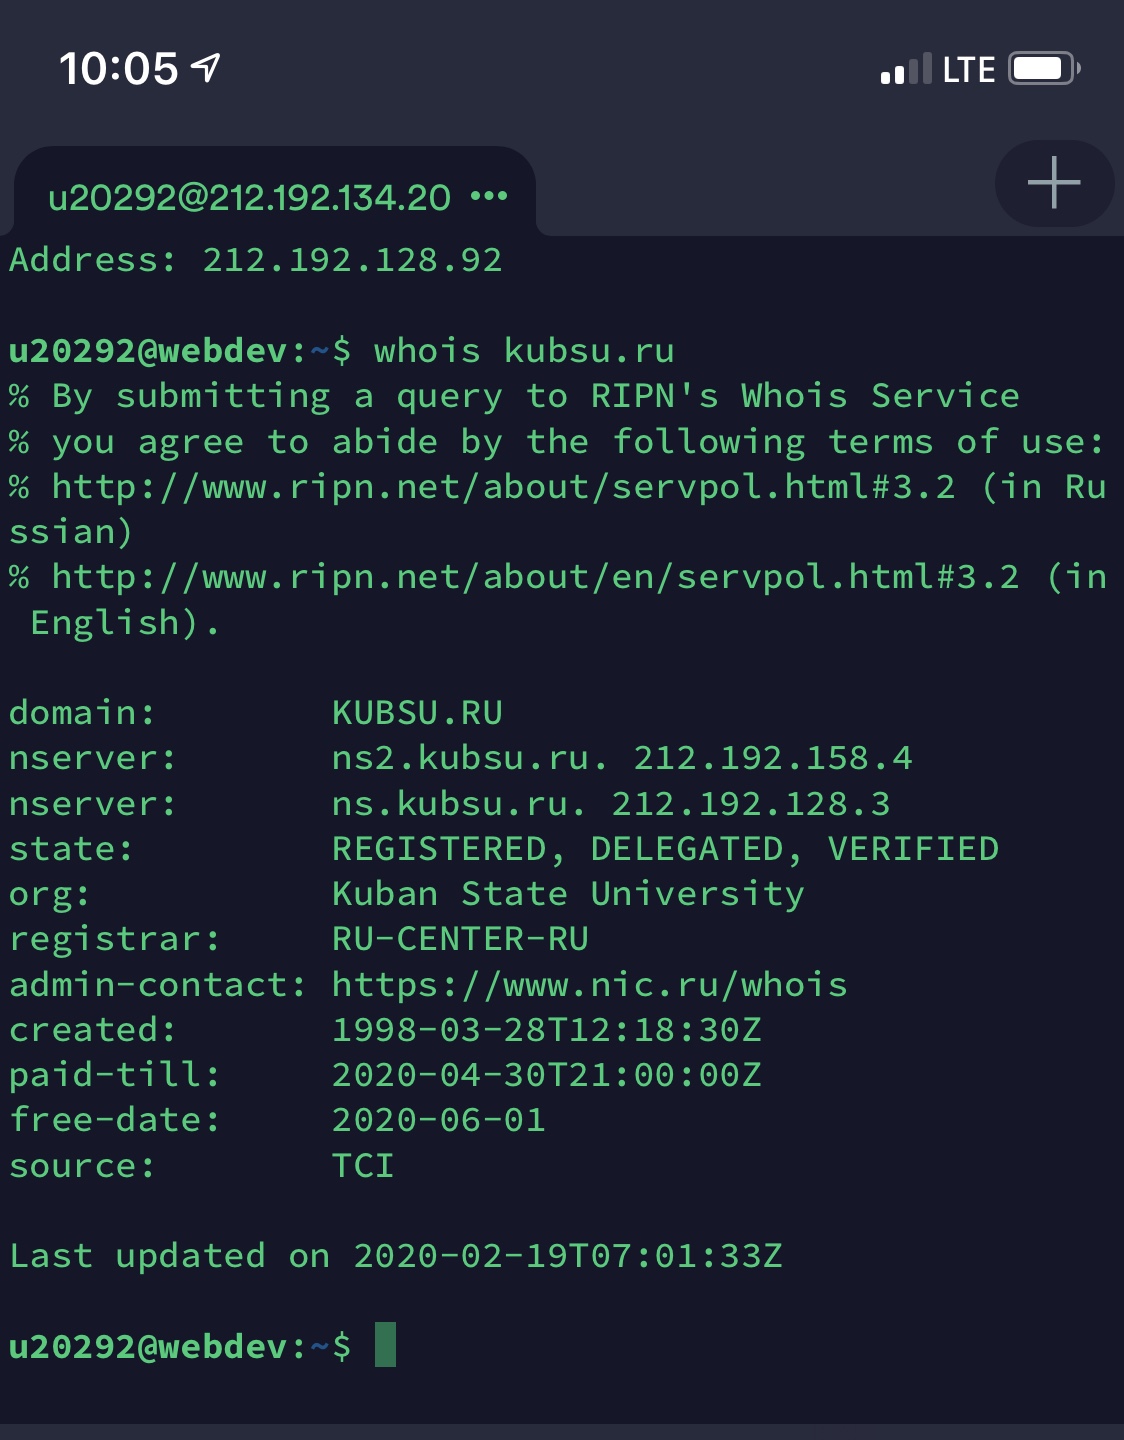 10:05 LTE
u20292@212.192.134.20 •••
Address: 212.192.128.92
u20292@webdev:~$ whois kubsu.ru
% By submitting a query to RIPN's Whois Service
% you agree to abide by the following terms of use:
% http://www.ripn.net/about/servpol.html#3.2 (in Ru
ssian)
% http://www.ripn.net/about/en/servpol.html#3.2 (in
 English).
domain:        KUBSU.RU
nserver:       ns2.kubsu.ru. 212.192.158.4
nserver:       ns.kubsu.ru. 212.192.128.3
state:         REGISTERED, DELEGATED, VERIFIED
org:           Kuban State University
registrar:     RU-CENTER-RU
admin-contact: https://www.nic.ru/whois
created:       1998-03-28T12:18:30Z
paid-till:     2020-04-30T21:00:00Z
free-date:     2020-06-01
source:        TCI
Last updated on 2020-02-19T07:01:33Z
u20292@webdev:~$